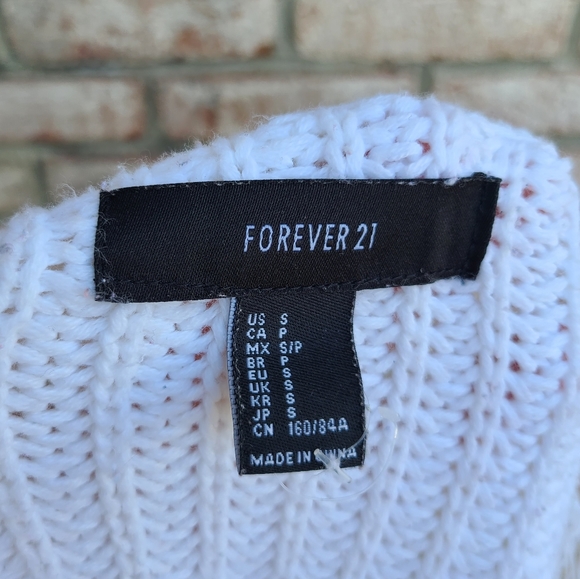 FOREVER 21
US S
CA P
MX S/P
BR P
EU S
UK S
KR S
JP S
CN 160/84A
MADE IN CHINA